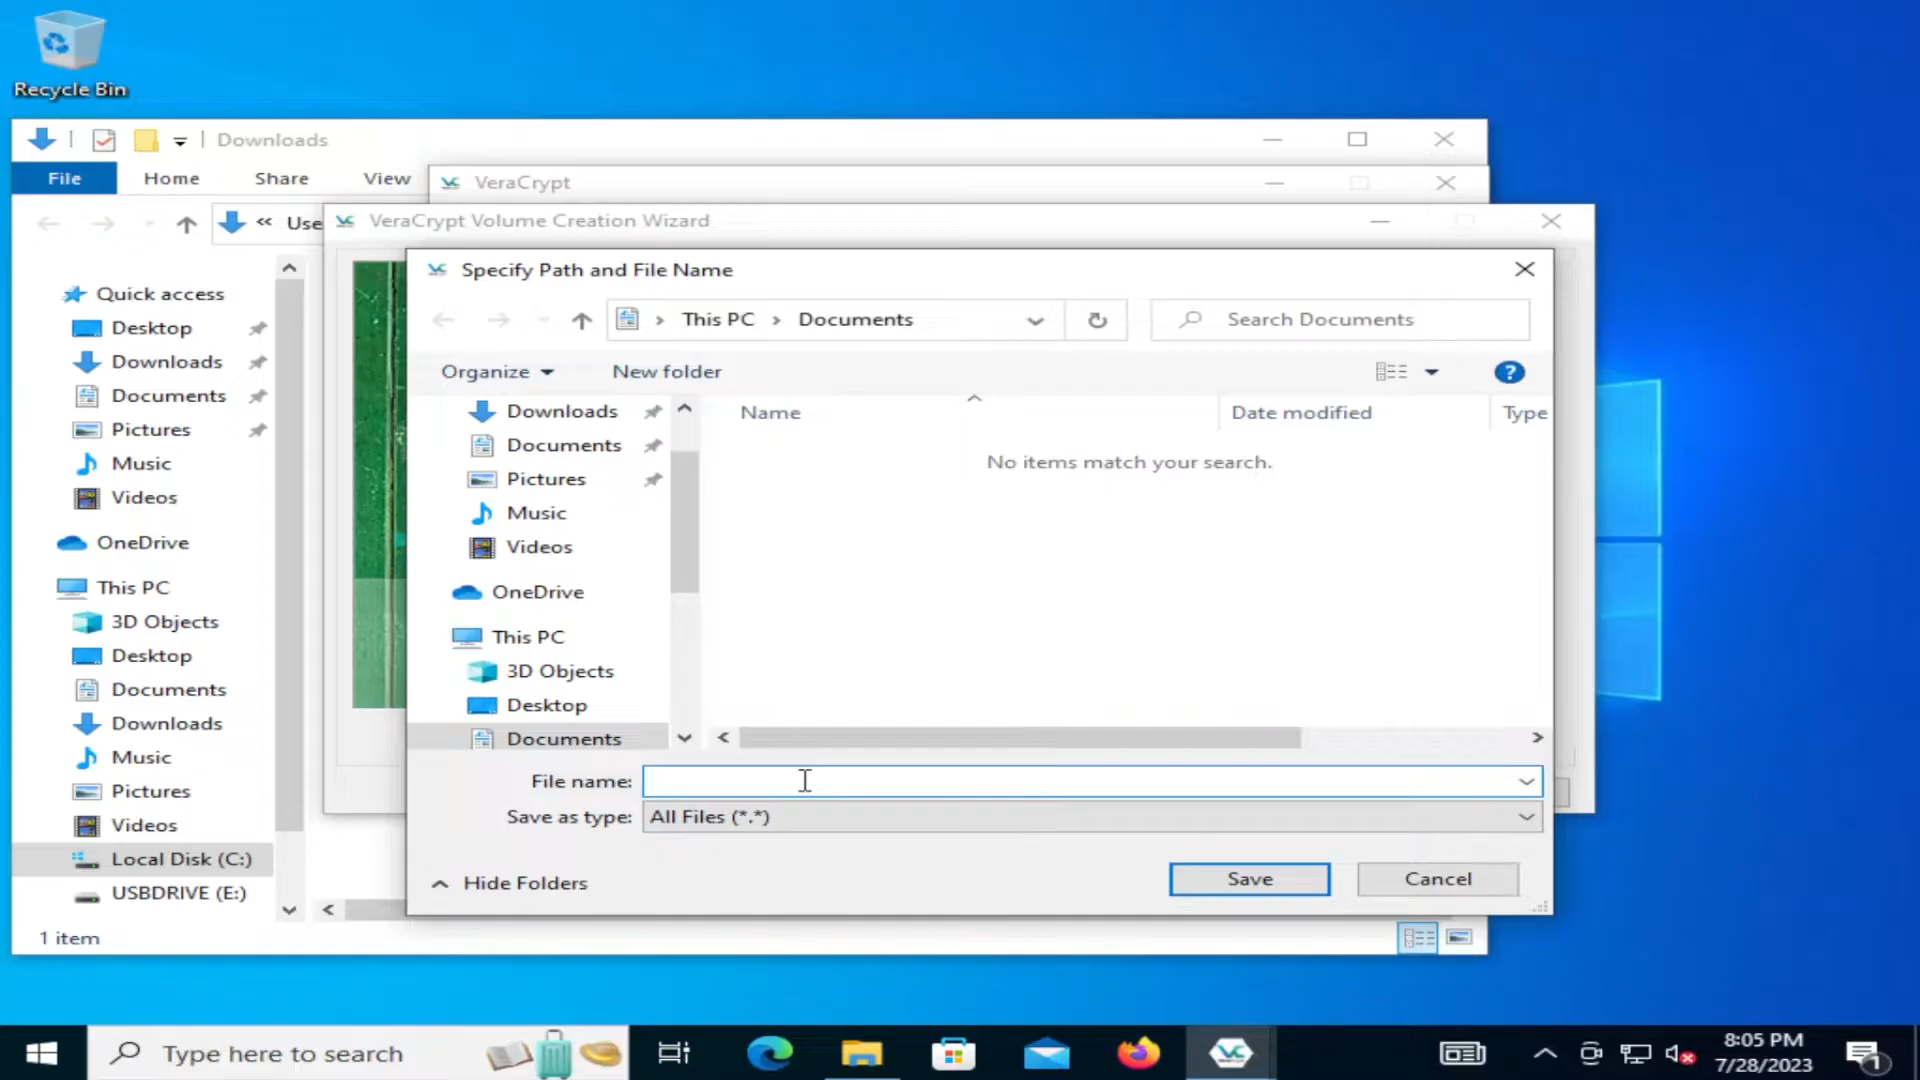 Recycle Bin
Downloads
File
Home
Share
View
VeraCrypt
« Use
VeraCrypt Volume Creation Wizard
Specify Path and File Name
› This PC › Documents
Search Documents
Organize
New folder
?
Quick access
Desktop
Downloads
Documents
Pictures
Music
Videos
OneDrive
This PC
3D Objects
Desktop
Documents
Downloads
Music
Pictures
Videos
Local Disk (C:)
USBDRIVE (E:)
1 item
Downloads
Documents
Pictures
Music
Videos
OneDrive
This PC
3D Objects
Desktop
Documents
Name
Date modified
Type
No items match your search.
File name:
Save as type:
All Files (*.*)
Hide Folders
Save
Cancel
Type here to search
8:05 PM
7/28/2023
1